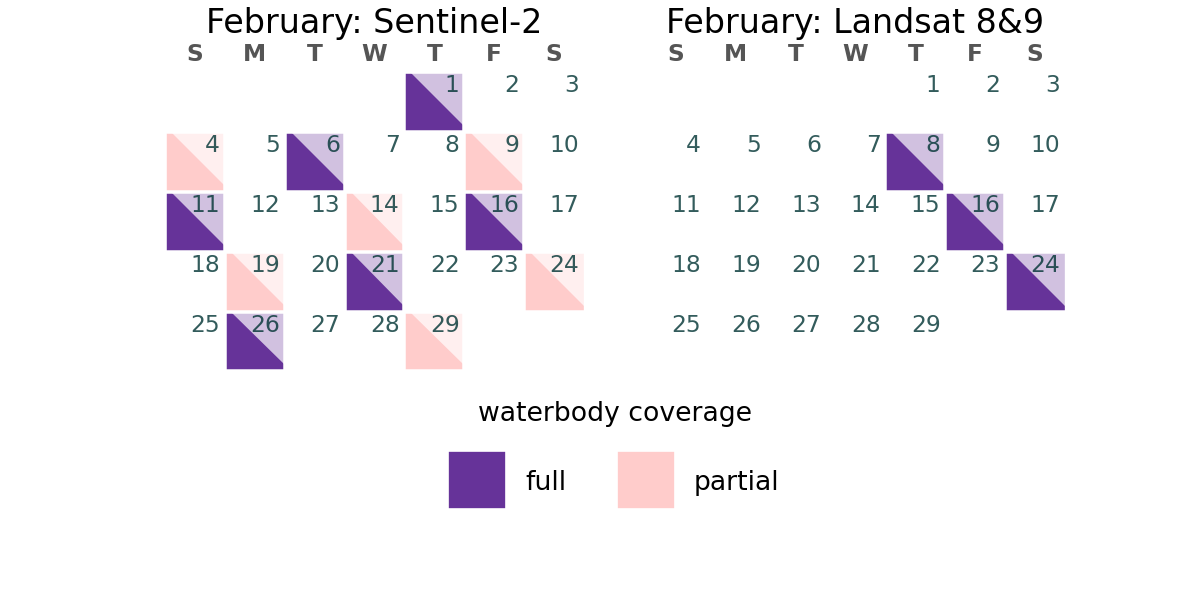 February: Sentinel-2
S M T W T F S
1 2 3
4 5 6 7 8 9 10
11 12 13 14 15 16 17
18 19 20 21 22 23 24
25 26 27 28 29
February: Landsat 8&9
S M T W T F S
1 2 3
4 5 6 7 8 9 10
11 12 13 14 15 16 17
18 19 20 21 22 23 24
25 26 27 28 29
waterbody coverage
full partial